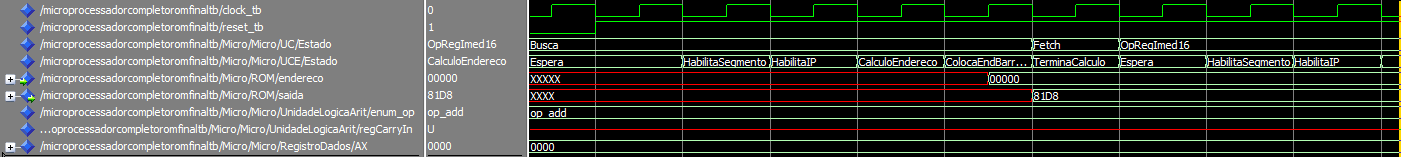 /microprocessadorcompletoromfinaltb/clock_tb 0
/microprocessadorcompletoromfinaltb/reset_tb 1
/microprocessadorcompletoromfinaltb/Micro/Micro/UC/Estado OpRegImed16 Busca Fetch OpRegImed16
/microprocessadorcompletoromfinaltb/Micro/Micro/UCE/Estado CalculoEndereco Espera HabilitaSegmento HabilitaIP CalculoEndereco ColocaEndBarr... TerminaCalculo Espera HabilitaSegmento HabilitaIP
/microprocessadorcompletoromfinaltb/Micro/ROM/endereco 00000 XXXXX 00000
/microprocessadorcompletoromfinaltb/Micro/ROM/saida 81D8 XXXX 81D8
/microprocessadorcompletoromfinaltb/Micro/Micro/UnidadeLogicaArit/enum_op op_add op_add
...oprocessadorcompletoromfinaltb/Micro/Micro/UnidadeLogicaArit/regCarryIn U
/microprocessadorcompletoromfinaltb/Micro/Micro/RegistroDados/AX 0000 0000